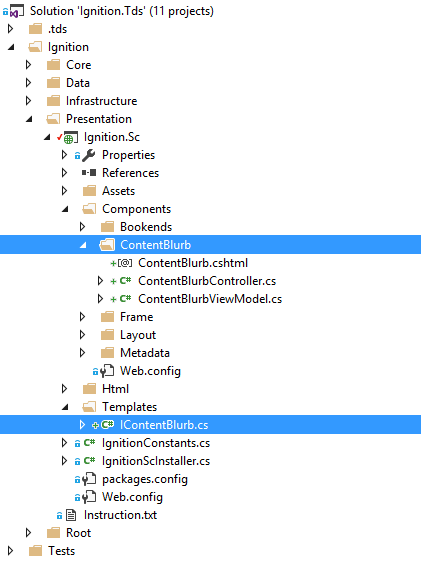 Solution 'Ignition.Tds' (11 projects)
.tds
Ignition
Core
Data
Infrastructure
Presentation
Ignition.Sc
Properties
References
Assets
Components
Bookends
ContentBlurb
ContentBlurb.cshtml
C# ContentBlurbController.cs
C# ContentBlurbViewModel.cs
Frame
Layout
Metadata
Web.config
Html
Templates
C# IContentBlurb.cs
C# IgnitionConstants.cs
C# IgnitionScInstaller.cs
packages.config
Web.config
Instruction.txt
Root
Tests